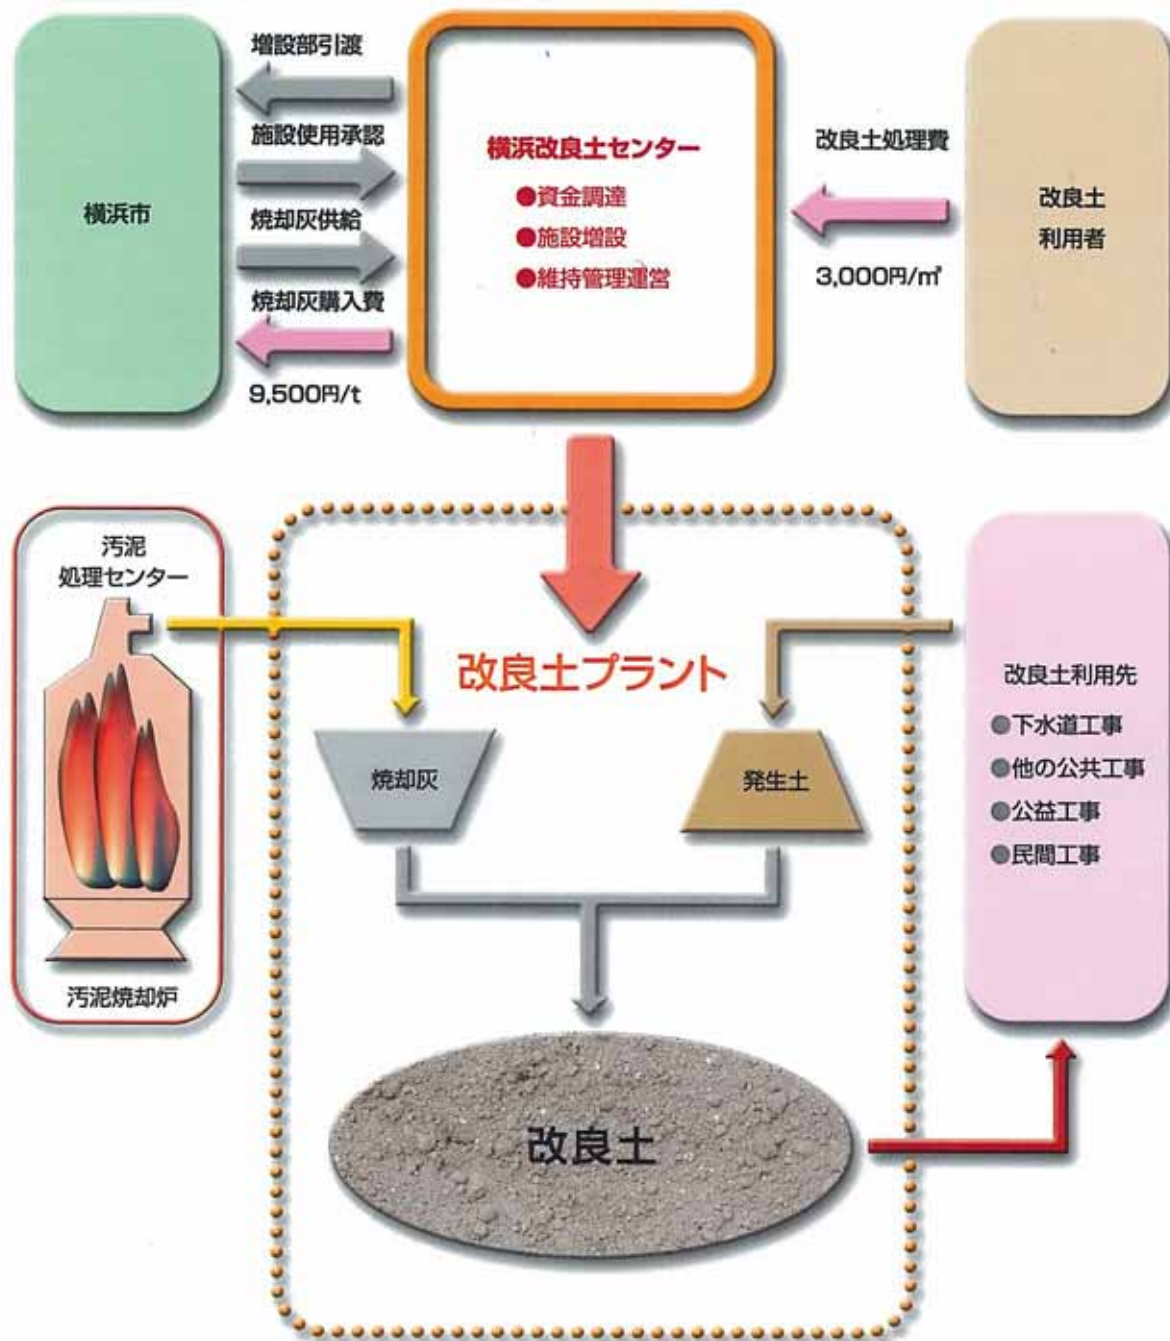 増設部引渡
施設使用承認
焼却灰供給
焼却灰購入費
9,500円/t
横浜市
横浜改良土センター
●資金調達
●施設増設
●維持管理運営
改良土処理費
3,000円/㎥
改良土
利用者
汚泥
処理センター
汚泥焼却炉
改良土プラント
焼却灰
発生土
改良土
改良土利用先
●下水道工事
●他の公共工事
●公益工事
●民間工事